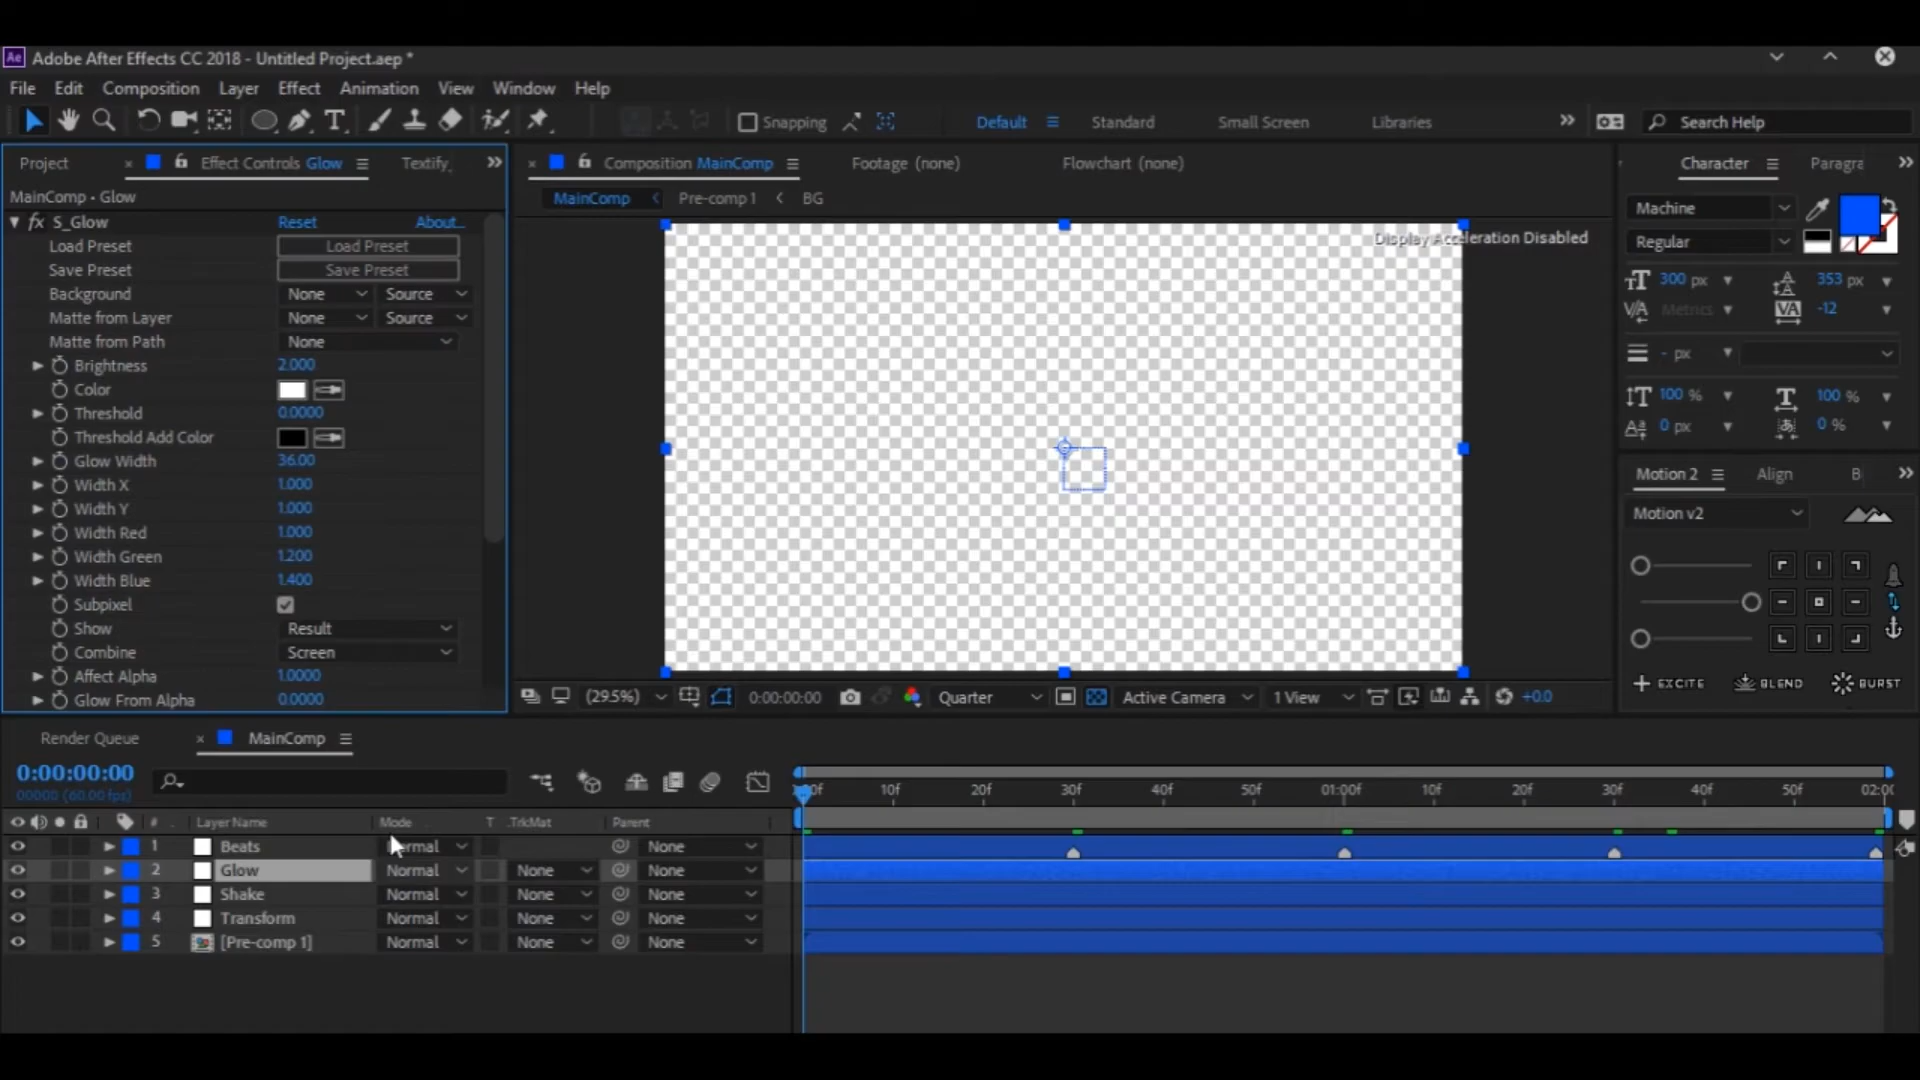 Ae Adobe After Effects CC 2018 - Untitled Project.aep *
File Edit Composition Layer Effect Animation View Window Help
T Snapping Default Standard Small Screen Libraries Search Help
Project Effect Controls Glow Textify,
MainComp • Glow
fx S_Glow Reset About...
Load Preset Load Preset
Save Preset Save Preset
Background None Source
Matte from Layer None Source
Matte from Path None
Brightness 2.000
Color
Threshold 0.0000
Threshold Add Color
Glow Width 36.00
Width X 1.000
Width Y 1.000
Width Red 1.000
Width Green 1.200
Width Blue 1.400
Subpixel
Show Result
Combine Screen
Affect Alpha 1.0000
Glow From Alpha 0.0000
Composition MainComp Footage (none) Flowchart (none)
MainComp Pre-comp 1 BG
Display Acceleration Disabled
(29.5%) 0:00:00:00 Quarter Active Camera 1 View +0.0
Character Paragra
Machine
Regular
300 px 353 px
Metrics -12
- px
100 % 100 %
0 px 0 %
Motion 2 Align B
Motion v2
EXCITE BLEND BURST
Render Queue MainComp
0:00:00:00
00000 (60.00 fps)
10f 20f 30f 40f 50f 01:00f 10f 20f 30f 40f 50f 02:00
# Layer Name Mode T .TrkMat Parent
1 Beats None
2 Glow Normal None None
3 Shake Normal None None
4 Transform Normal None None
5 [Pre-comp 1] Normal None None